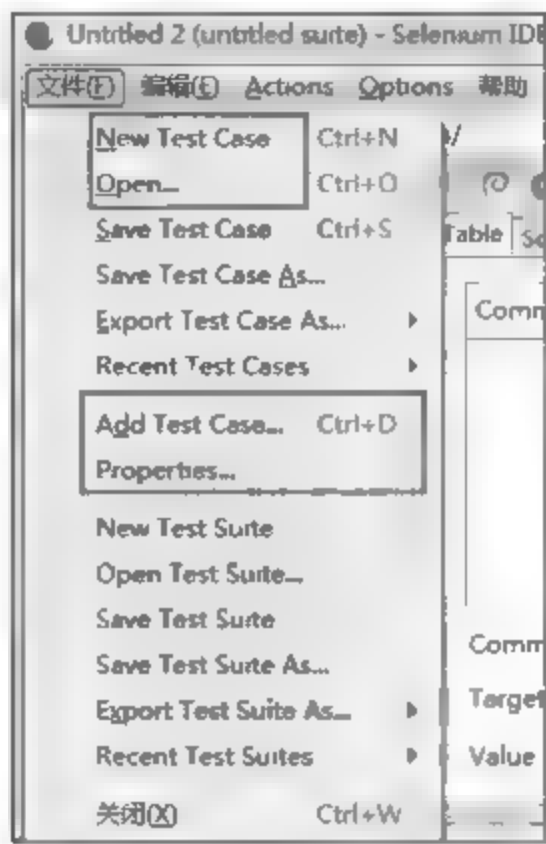 Untitled 2 (untitled suite) - Selenium IDE
文件(F) 编辑(E) Actions Options 帮助
New Test Case Ctrl+N
Open... Ctrl+O
Save Test Case Ctrl+S
Table
Save Test Case As...
Export Test Case As...
Comm
Recent Test Cases
Add Test Case... Ctrl+D
Properties...
New Test Suite
Open Test Suite...
Save Test Suite
Comm
Save Test Suite As...
Export Test Suite As...
Target
Recent Test Suites
Value
关闭(X) Ctrl+W